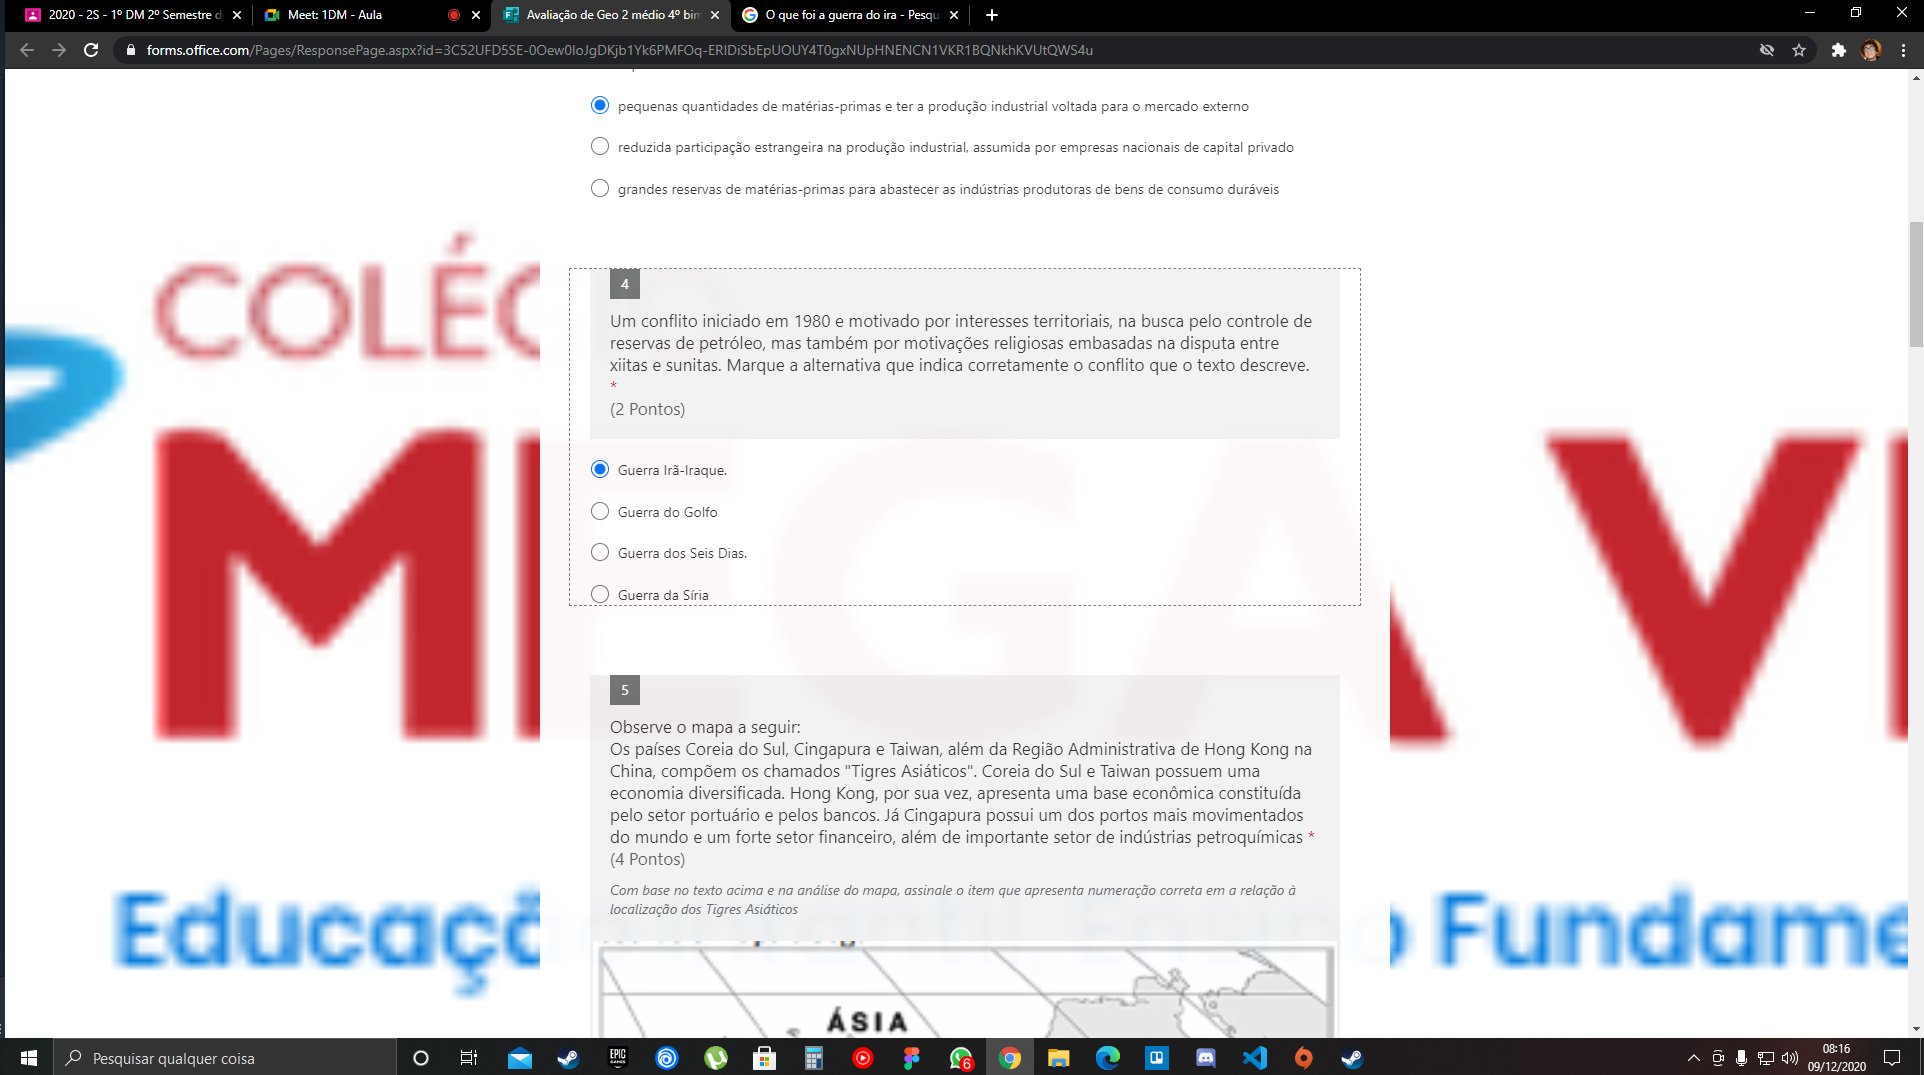 2020 - 2S - 1º DM 2º Semestre d
Meet: 1DM - Aula
Avaliação de Geo 2 médio 4º bim
O que foi a guerra do ira - Pesqu
forms.office.com/Pages/ResponsePage.aspx?id=3C52UFD5SE-0Oew0IoJgDKjb1Yk6PMFOq-ERIDiSbEpUOUY4T0gxNUpHNENCN1VKR1BQNkhKVUtQWS4u
pequenas quantidades de matérias-primas e ter a produção industrial voltada para o mercado externo
reduzida participação estrangeira na produção industrial, assumida por empresas nacionais de capital privado
grandes reservas de matérias-primas para abastecer as indústrias produtoras de bens de consumo duráveis
COLÉG
MEGA V
4
Um conflito iniciado em 1980 e motivado por interesses territoriais, na busca pelo controle de
reservas de petróleo, mas também por motivações religiosas embasadas na disputa entre
xiitas e sunitas. Marque a alternativa que indica corretamente o conflito que o texto descreve.
*
(2 Pontos)
Guerra Irã-Iraque.
Guerra do Golfo
Guerra dos Seis Dias.
Guerra da Síria
5
Observe o mapa a seguir:
Os países Coreia do Sul, Cingapura e Taiwan, além da Região Administrativa de Hong Kong na
China, compõem os chamados "Tigres Asiáticos". Coreia do Sul e Taiwan possuem uma
economia diversificada. Hong Kong, por sua vez, apresenta uma base econômica constituída
pelo setor portuário e pelos bancos. Já Cingapura possui um dos portos mais movimentados
do mundo e um forte setor financeiro, além de importante setor de indústrias petroquímicas *
(4 Pontos)
Com base no texto acima e na análise do mapa, assinale o item que apresenta numeração correta em a relação à
localização dos Tigres Asiáticos
Educaçã
o Fundame
ÁSIA
Pesquisar qualquer coisa
EPIC
GAMES
6
08:16
09/12/2020